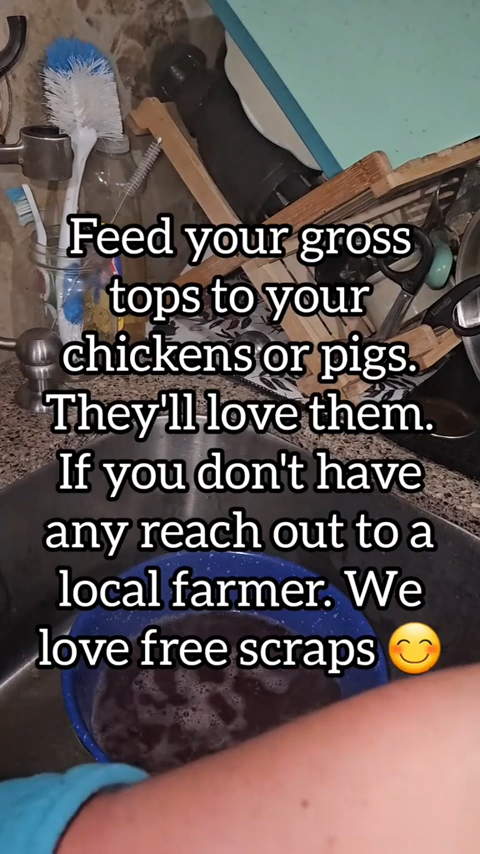 Feed your gross
tops to your
chickens or pigs.
They'll love them.
If you don't have
any reach out to a
local farmer. We
love free scraps 😊